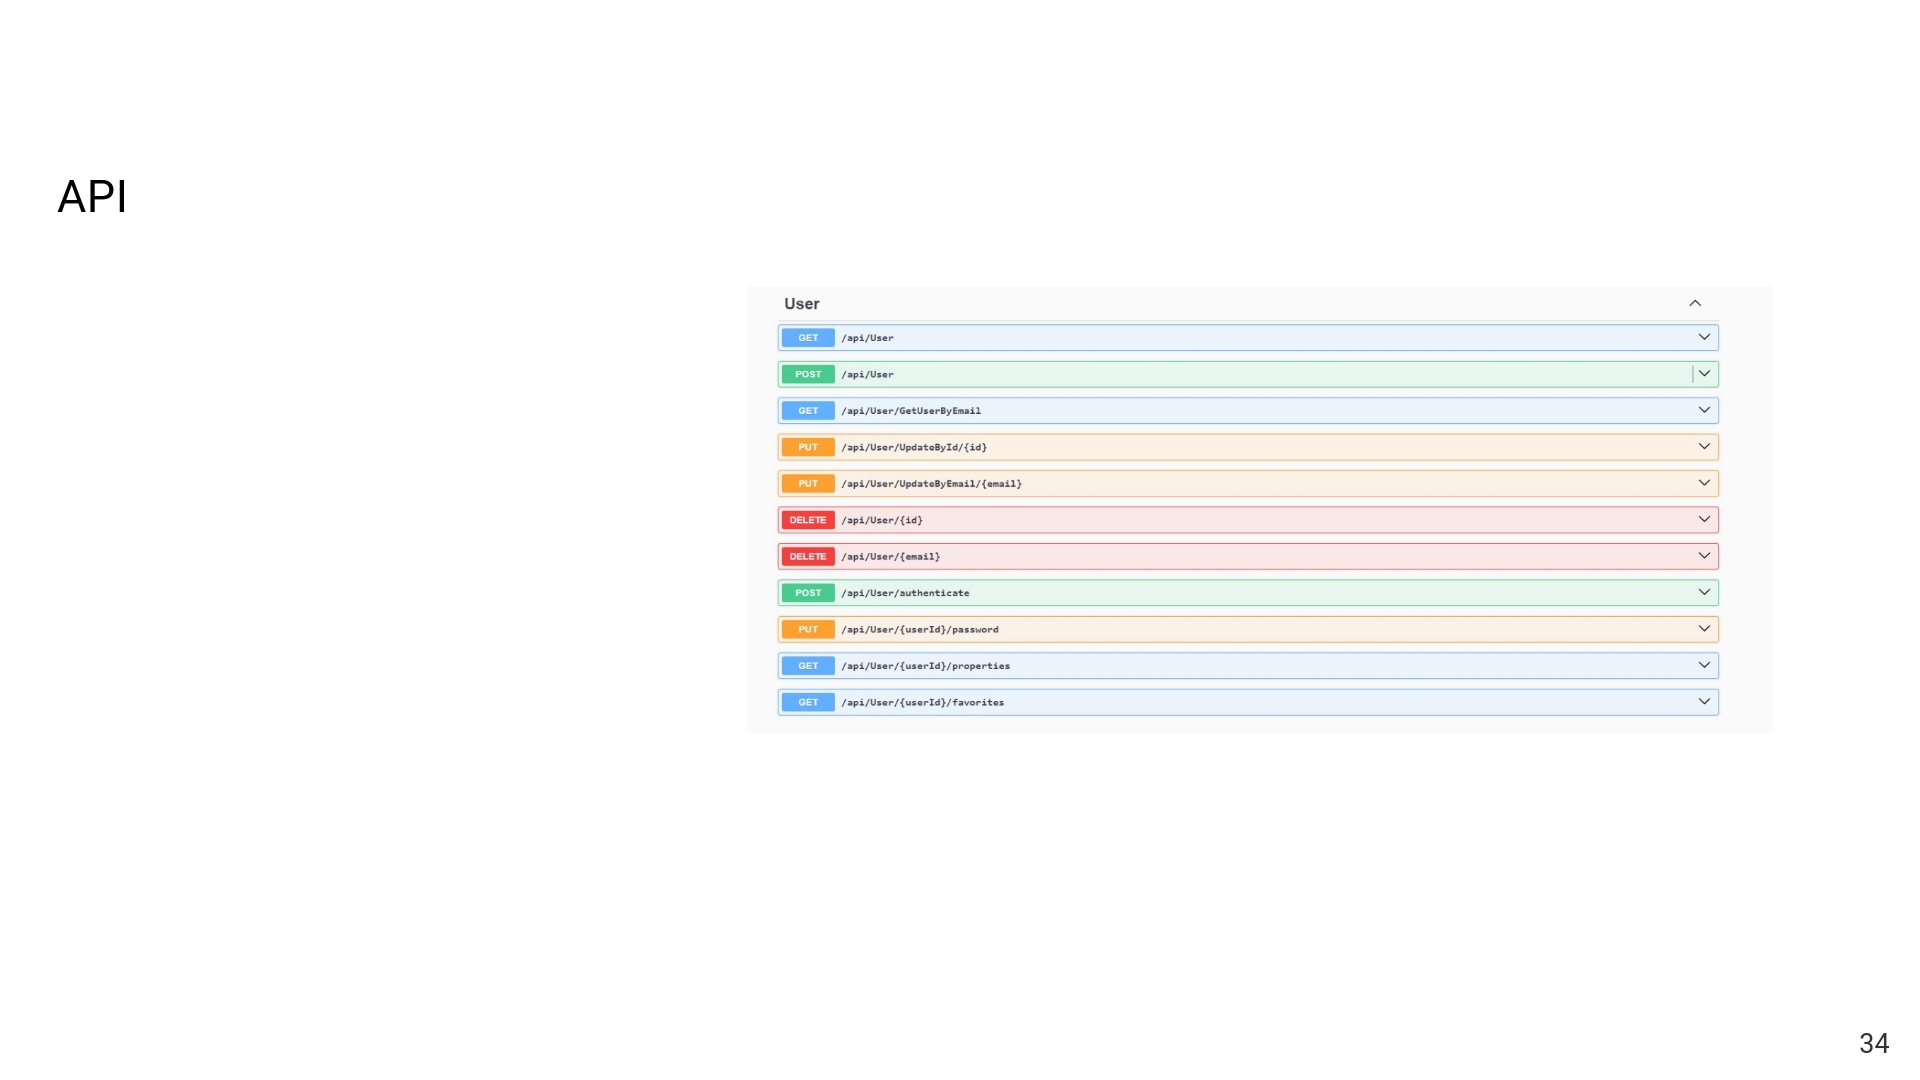 API
User
GET /api/User
POST /api/User
GET /api/User/GetUserByEmail
PUT /api/User/UpdateById/{id}
PUT /api/User/UpdateByEmail/{email}
DELETE /api/User/{id}
DELETE /api/User/{email}
POST /api/User/authenticate
PUT /api/User/{userId}/password
GET /api/User/{userId}/properties
GET /api/User/{userId}/favorites
34